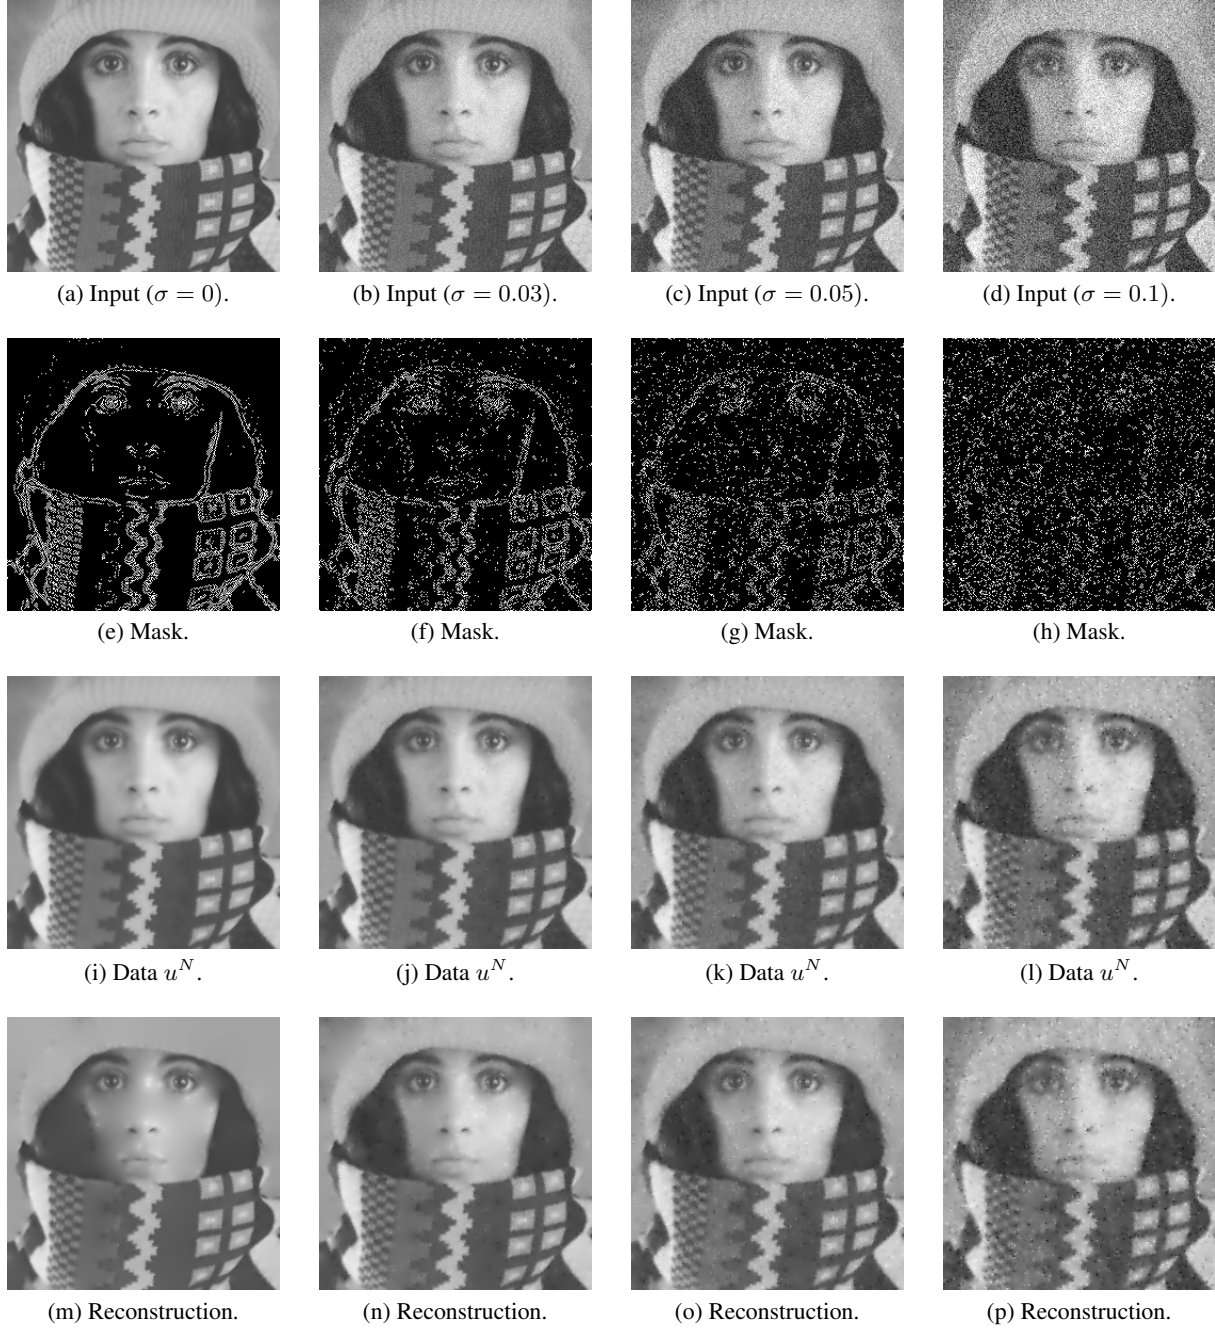 (a) Input (σ = 0).
(b) Input (σ = 0.03).
(c) Input (σ = 0.05).
(d) Input (σ = 0.1).
(e) Mask.
(f) Mask.
(g) Mask.
(h) Mask.
(i) Data u^N.
(j) Data u^N.
(k) Data u^N.
(l) Data u^N.
(m) Reconstruction.
(n) Reconstruction.
(o) Reconstruction.
(p) Reconstruction.